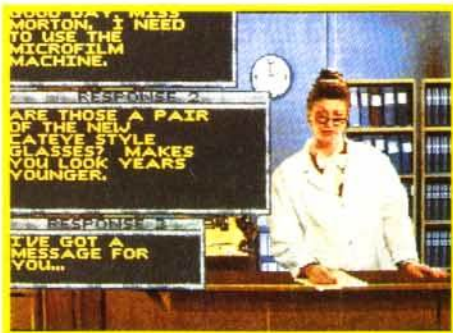 GOOD DAY, MISS
MORTON, I NEED
TO USE THE
MICROFILM
MACHINE.
RESPONSE 2
ARE THOSE A PAIR
OF THE NEW
CATEYE STYLE
GLASSES? MAKES
YOU LOOK YEARS
YOUNGER.
RESPONSE 3
I'VE GOT A
MESSAGE FOR
YOU...